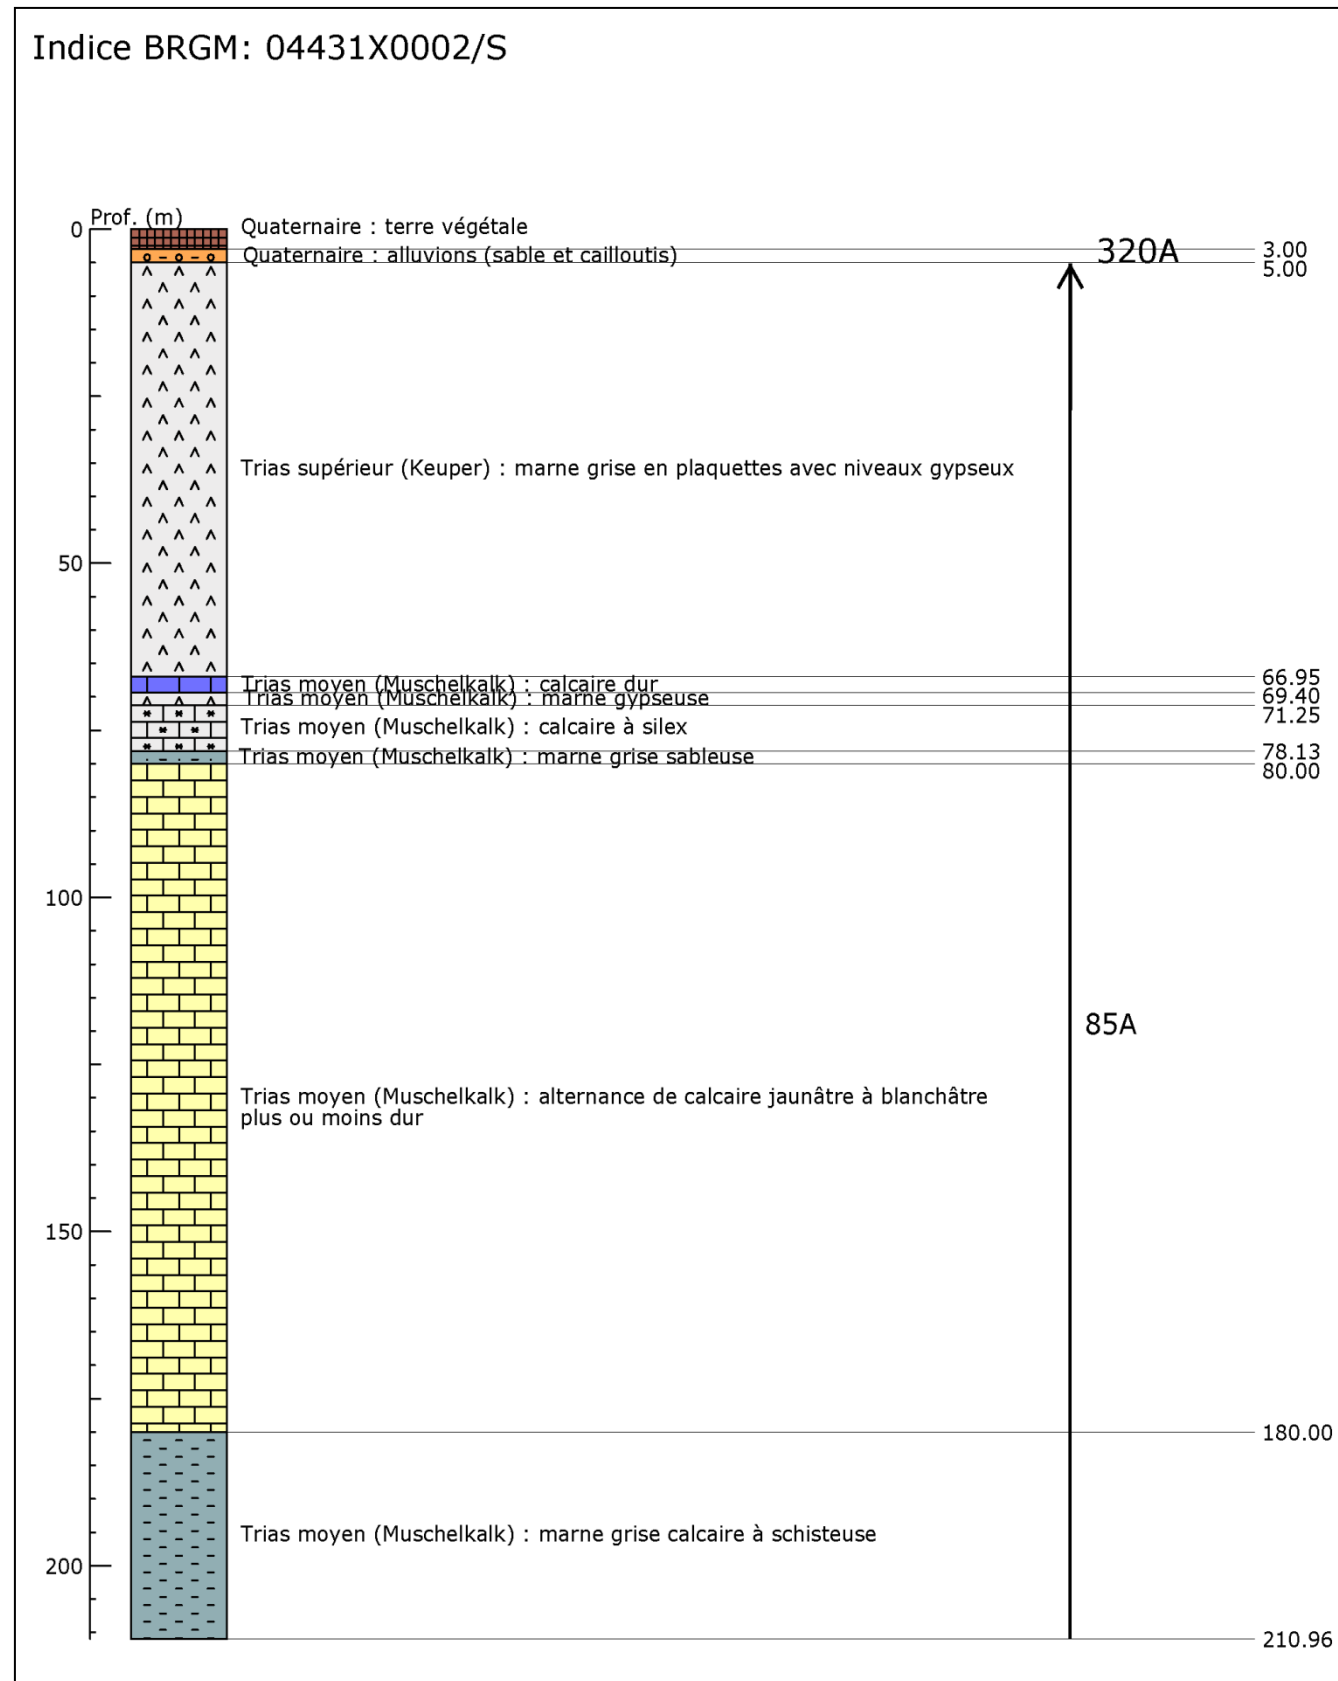 Indice BRGM: 04431X0002/S
Prof. (m)
0
Quaternaire : terre végétale
320A
3.00
Quaternaire : alluvions (sable et cailloutis)
5.00
Trias supérieur (Keuper) : marne grise en plaquettes avec niveaux gypseux
50
Trias moyen (Muschelkalk) : calcaire dur
66.95
Trias moyen (Muschelkalk) : marne gypseuse
69.40
71.25
Trias moyen (Muschelkalk) : calcaire à silex
78.13
Trias moyen (Muschelkalk) : marne grise sableuse
80.00
100
85A
Trias moyen (Muschelkalk) : alternance de calcaire jaunâtre à blanchâtre
plus ou moins dur
150
180.00
Trias moyen (Muschelkalk) : marne grise calcaire à schisteuse
200
210.96